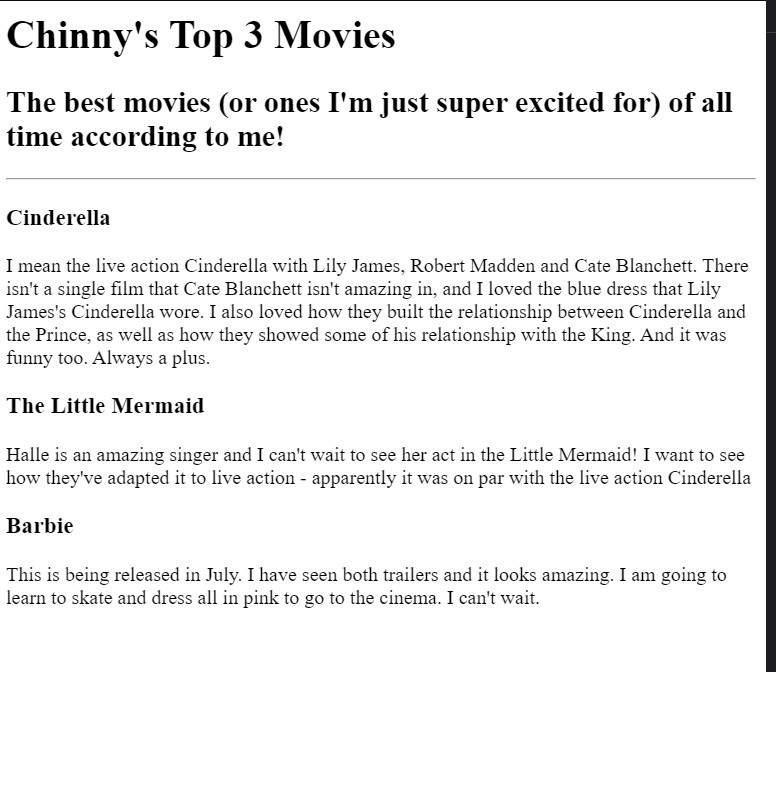 Chinny's Top 3 Movies
The best movies (or ones I'm just super excited for) of all
time according to me!
Cinderella
I mean the live action Cinderella with Lily James, Robert Madden and Cate Blanchett. There
isn't a single film that Cate Blanchett isn't amazing in, and I loved the blue dress that Lily
James's Cinderella wore. I also loved how they built the relationship between Cinderella and
the Prince, as well as how they showed some of his relationship with the King. And it was
funny too. Always a plus.
The Little Mermaid
Halle is an amazing singer and I can't wait to see her act in the Little Mermaid! I want to see
how they've adapted it to live action - apparently it was on par with the live action Cinderella
Barbie
This is being released in July. I have seen both trailers and it looks amazing. I am going to
learn to skate and dress all in pink to go to the cinema. I can't wait.